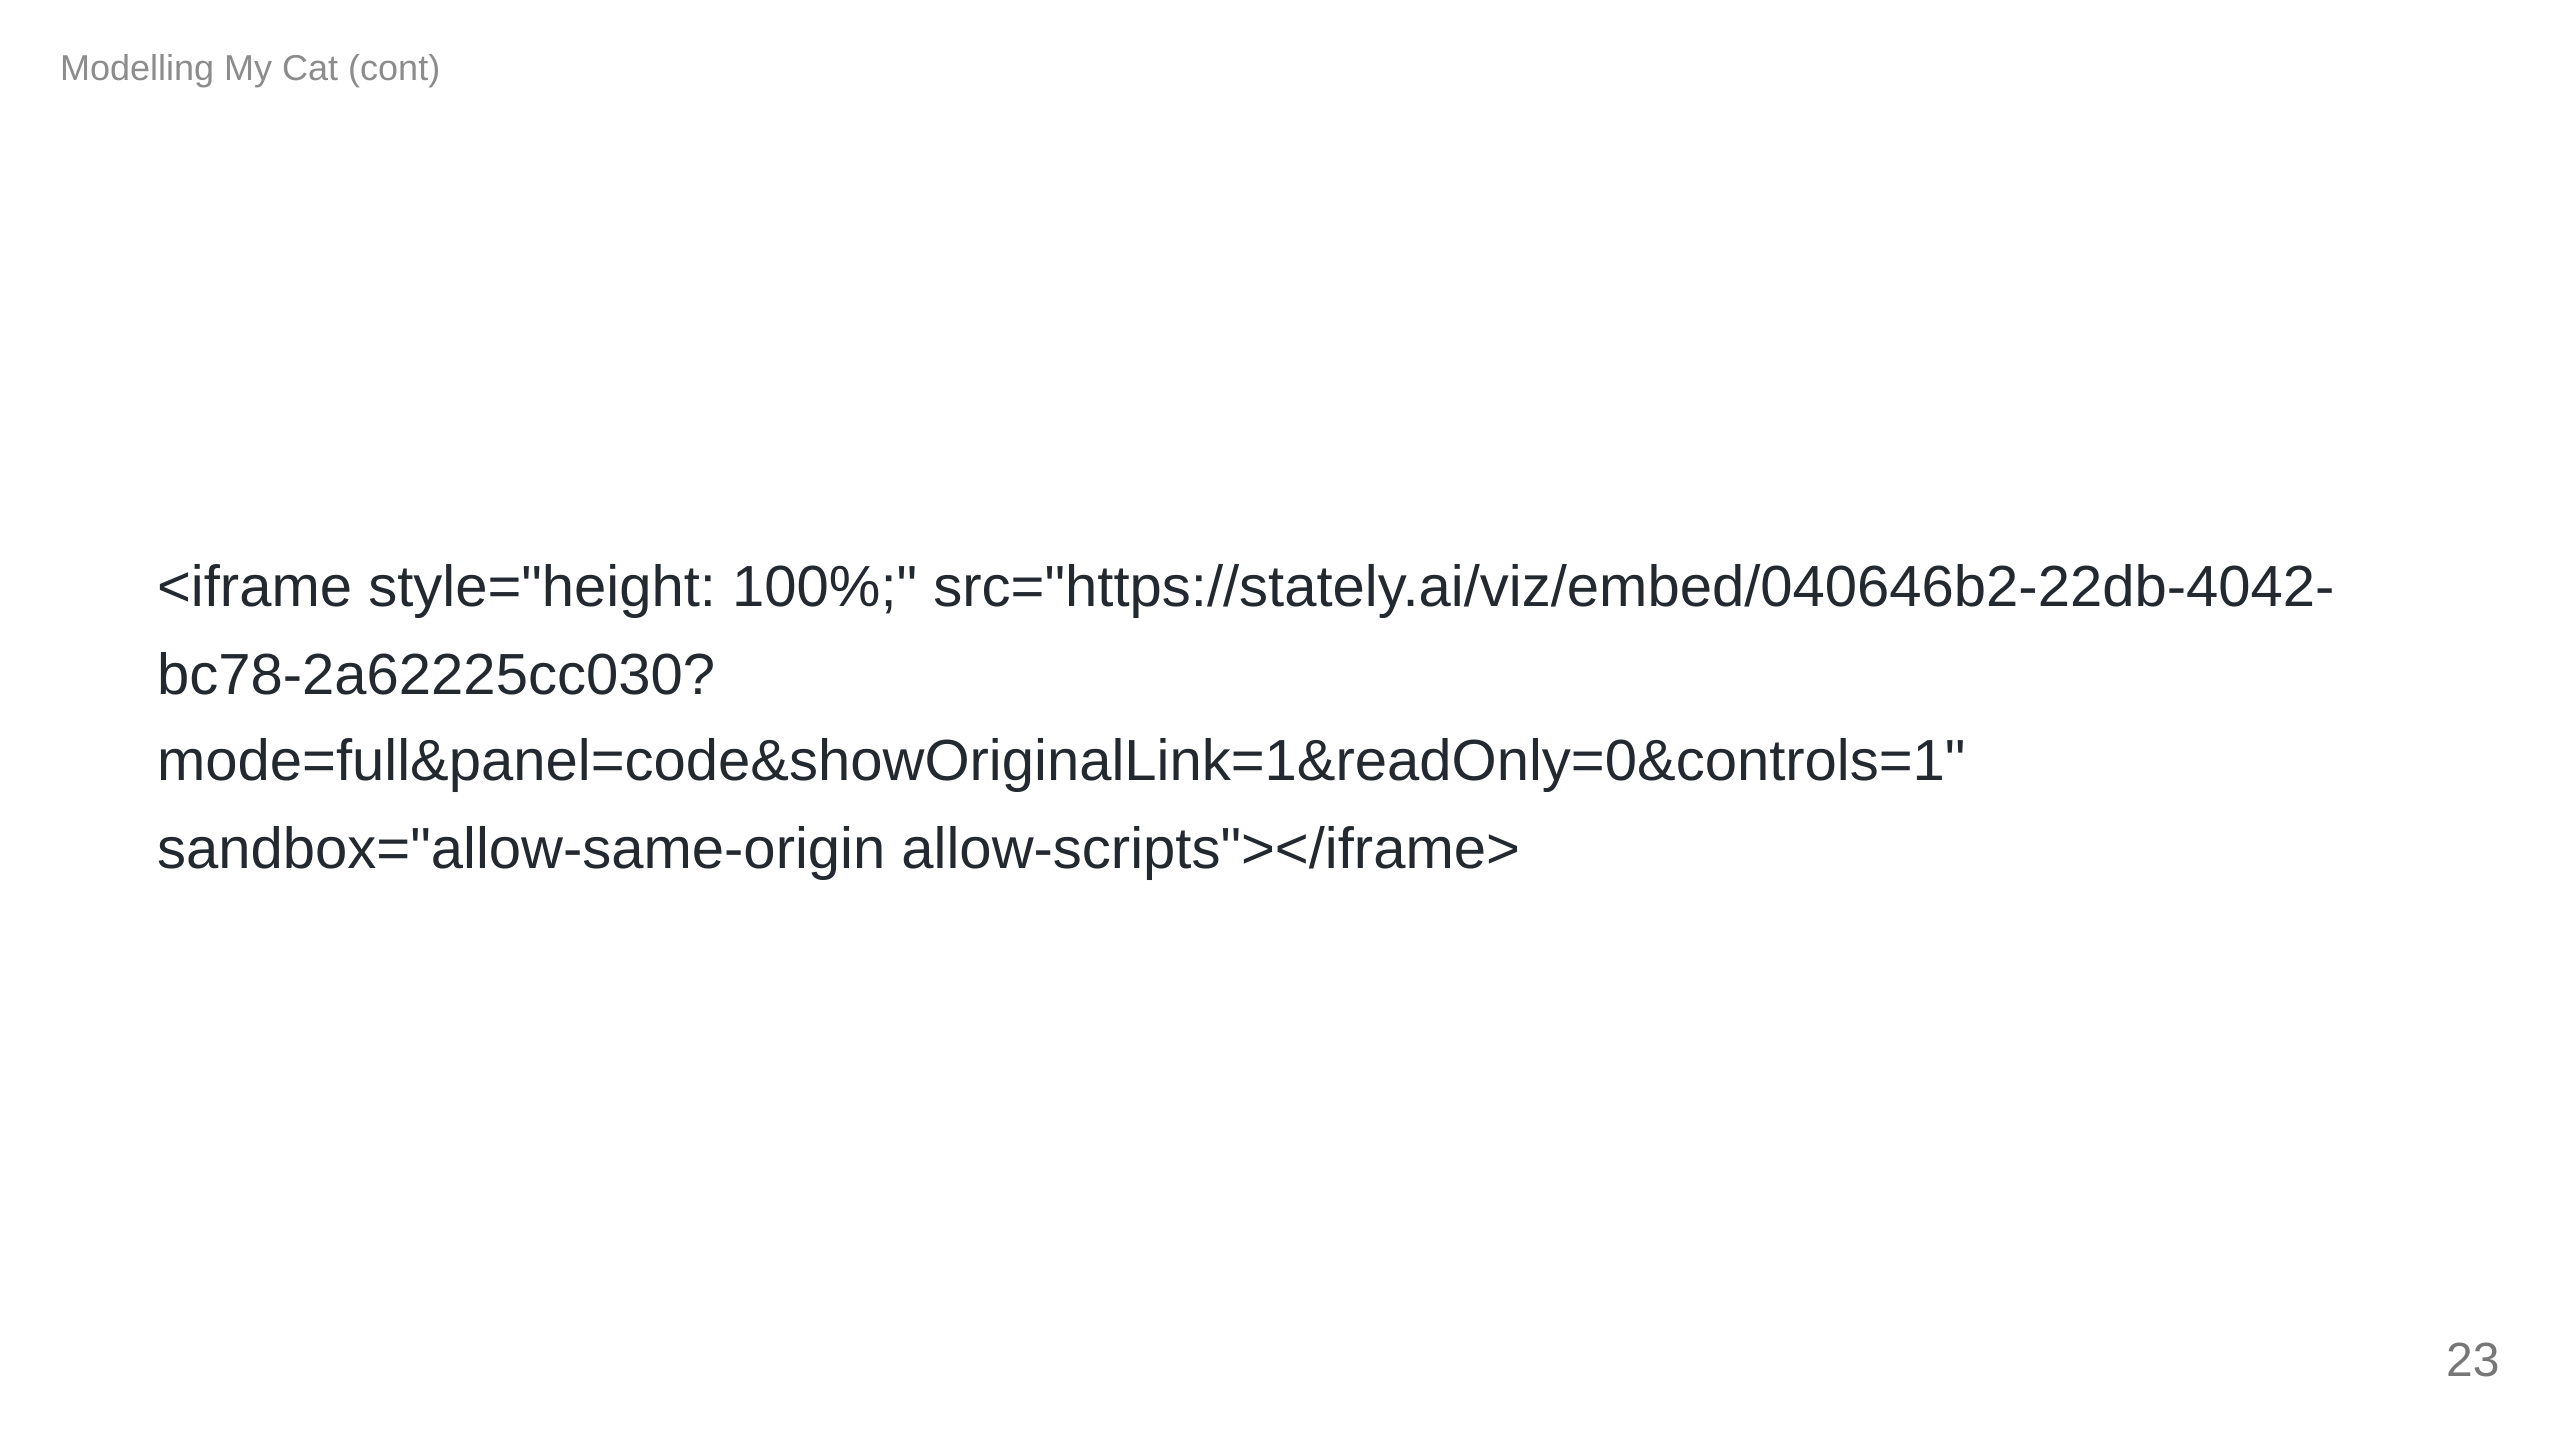 Modelling My Cat (cont)
<iframe style="height: 100%;" src="https://stately.ai/viz/embed/040646b2-22db-4042-
bc78-2a62225cc030?
mode=full&panel=code&showOriginalLink=1&readOnly=0&controls=1"
sandbox="allow-same-origin allow-scripts"></iframe>
23